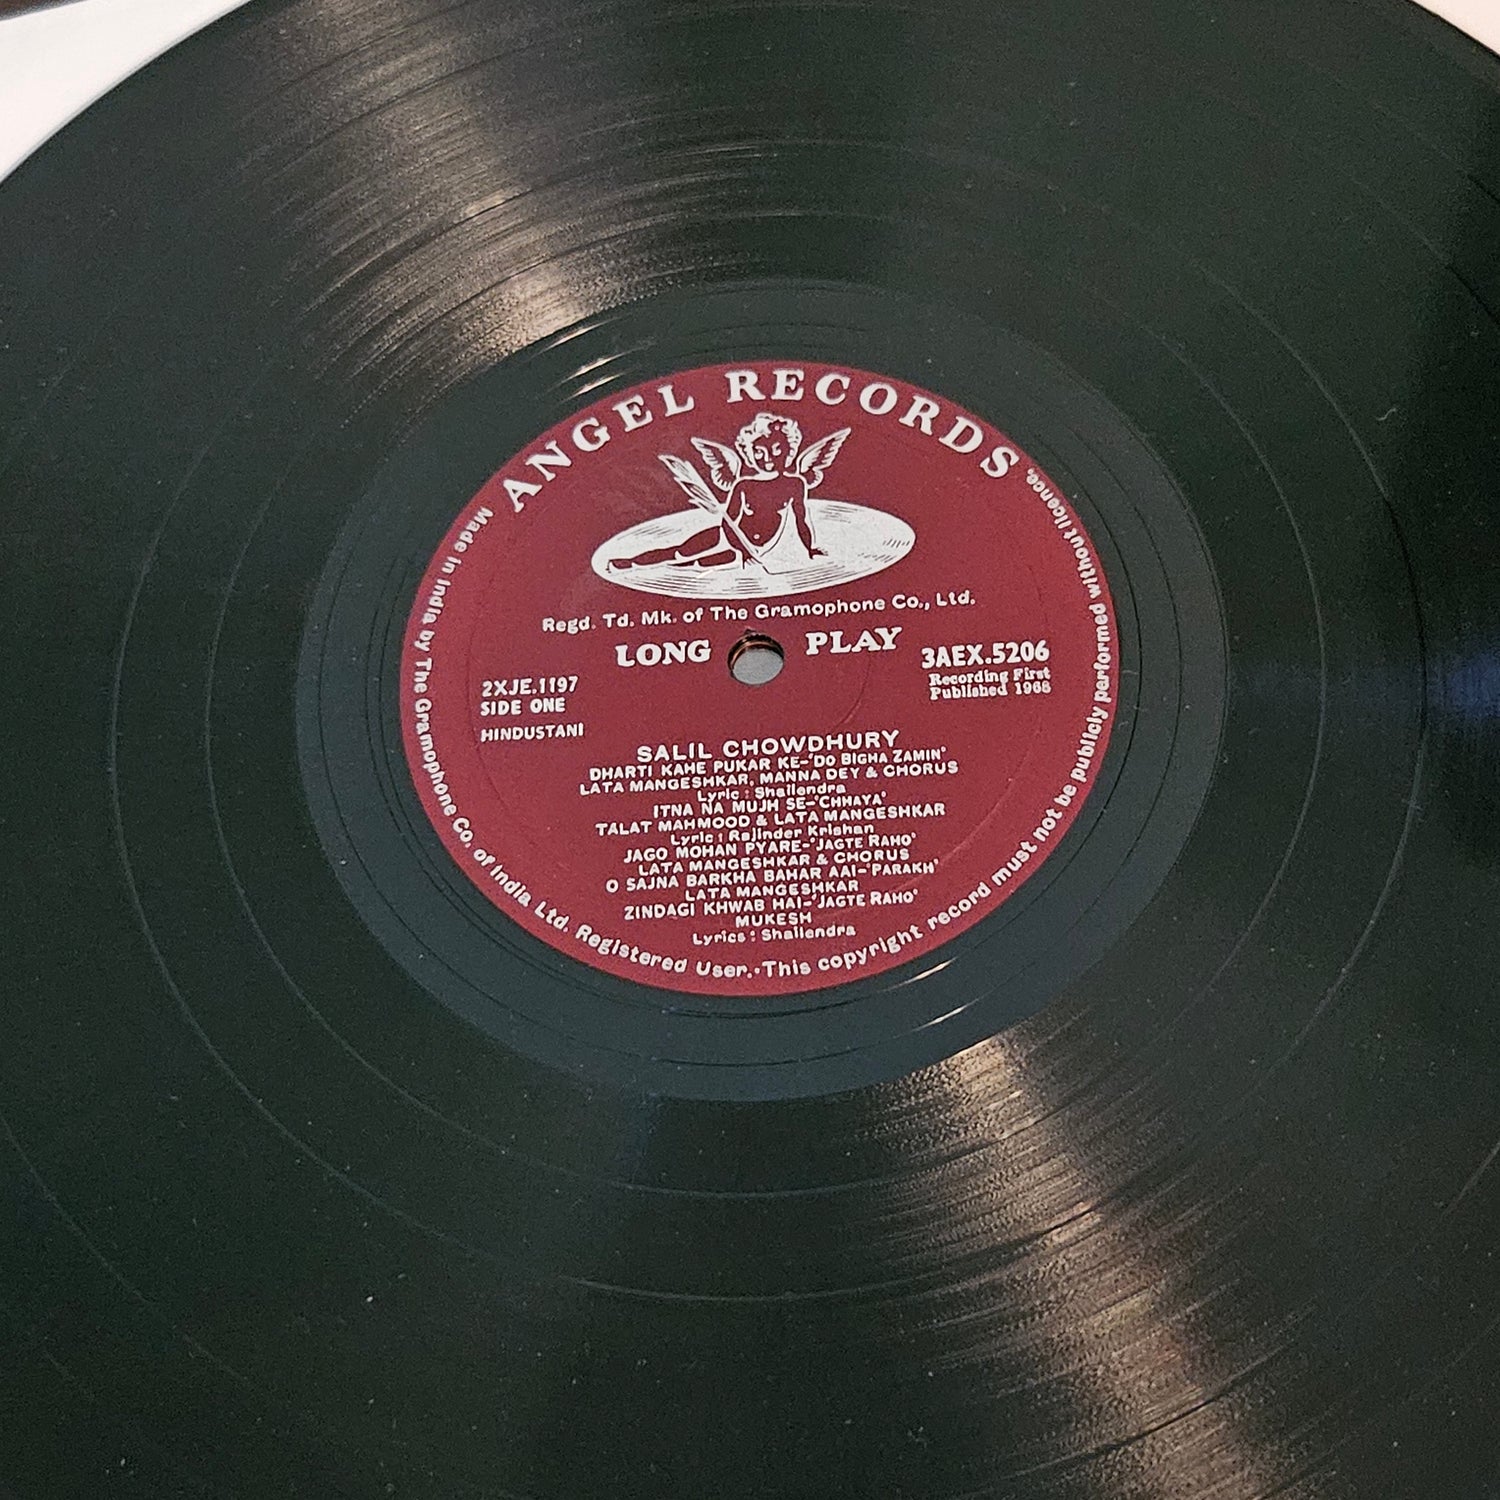 ANGEL RECORDS
Regd. Td. Mk. of The Gramophone Co., Ltd.
LONG PLAY
3AEX.5206
Recording First
Published 1968
2XJE.1197
SIDE ONE
HINDUSTANI
SALIL CHOWDHURY
DHARTI KAHE PUKAR KE-'DO BIGHA ZAMIN'
LATA MANGESHKAR, MANNA DEY & CHORUS
Lyric : Shailendra
ITNA NA MUJH SE-'CHHAYA'
TALAT MAHMOOD & LATA MANGESHKAR
Lyric : Rajinder Krishan
JAGO MOHAN PYARE-'JAGTE RAHO'
LATA MANGESHKAR & CHORUS
O SAJNA BARKHA BAHAR AAI-'PARAKH'
LATA MANGESHKAR
ZINDAGI KHWAB HAI-'JAGTE RAHO'
MUKESH
Lyrics : Shailendra
Made in India by The Gramophone Co. of India Ltd. Registered User.·This copyright record must not be publicly performed without licence.